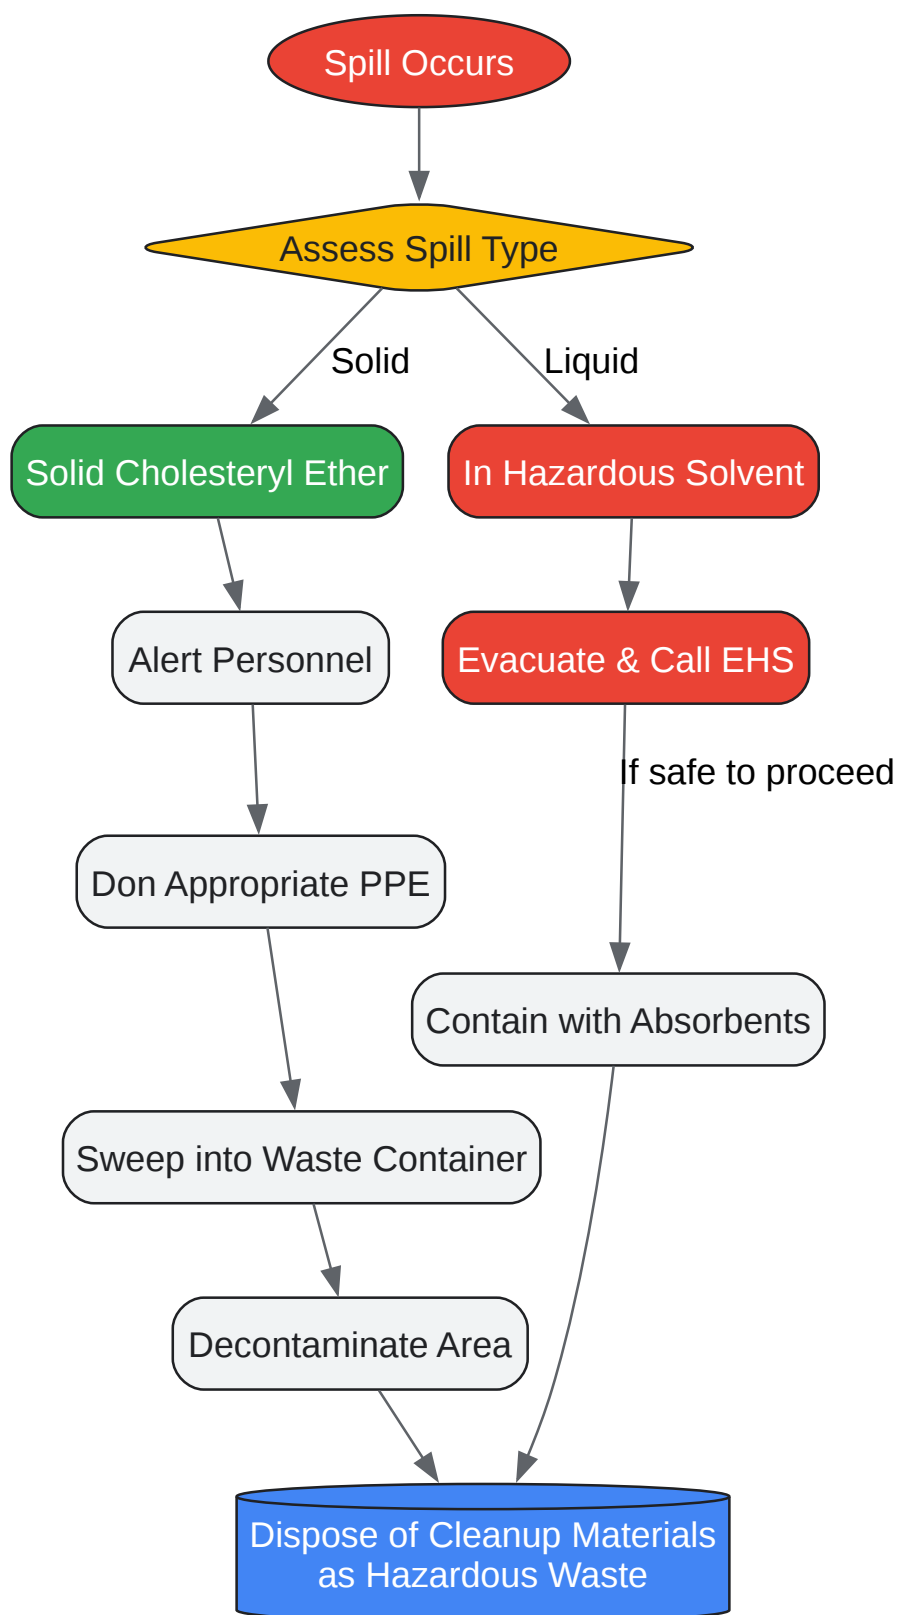 Spill Occurs
Assess Spill Type
Solid
Liquid
Solid Cholesteryl Ether
In Hazardous Solvent
Alert Personnel
Evacuate & Call EHS
If safe to proceed
Don Appropriate PPE
Contain with Absorbents
Sweep into Waste Container
Decontaminate Area
Dispose of Cleanup Materials
as Hazardous Waste